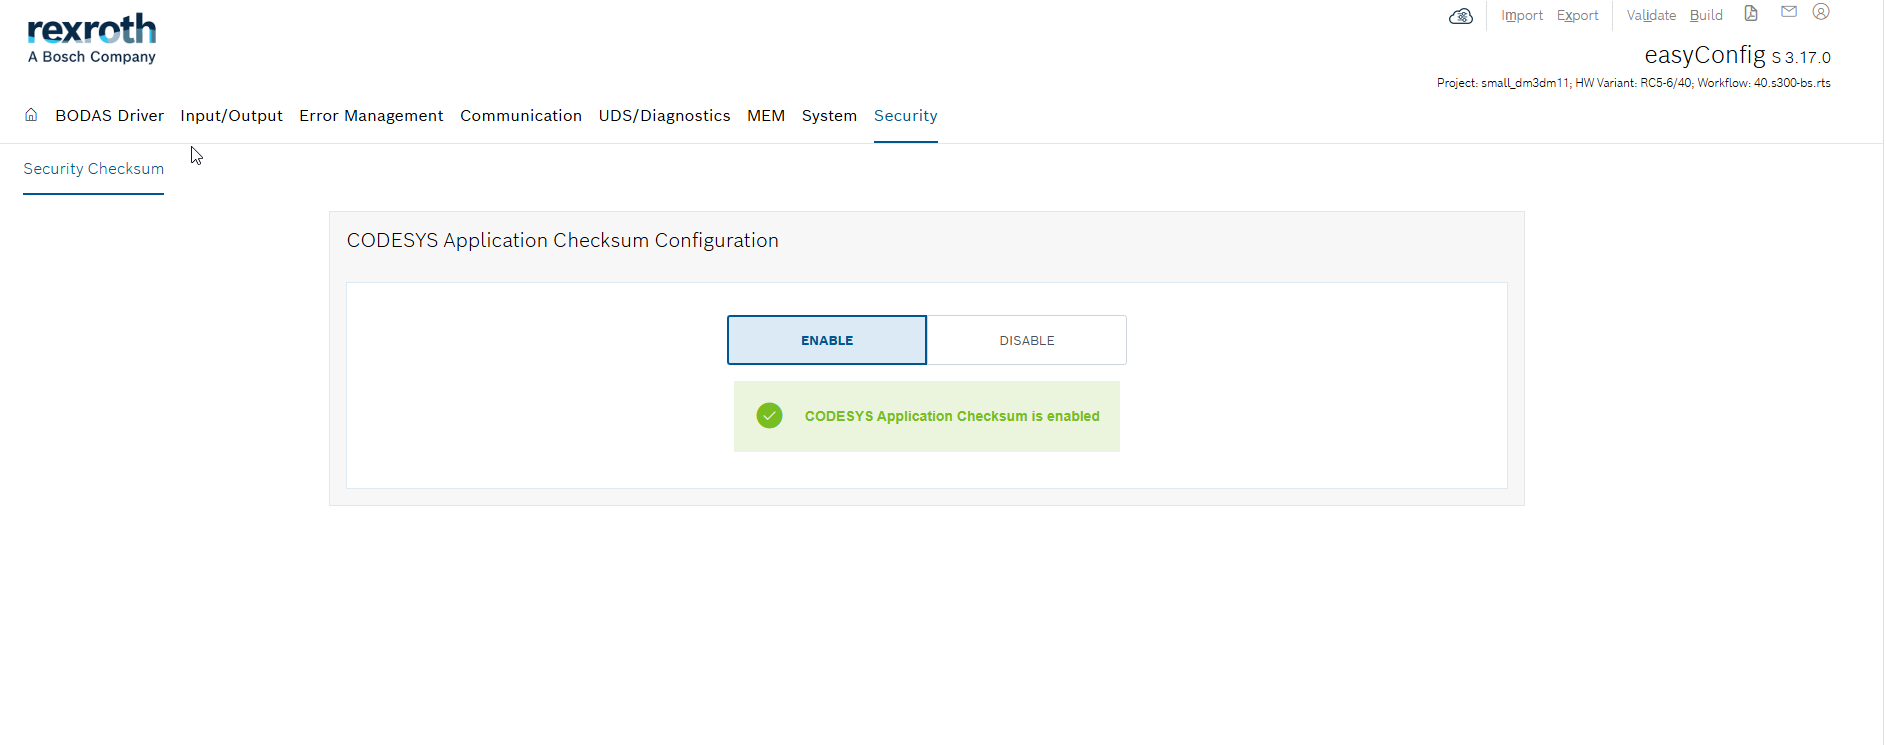 rexroth
A Bosch Company
Import Export Validate Build
easyConfig S 3.17.0
Project: small_dm3dm11; HW Variant: RC5-6/40; Workflow: 40.s300-bs.rts
BODAS Driver Input/Output Error Management Communication UDS/Diagnostics MEM System Security
Security Checksum
CODESYS Application Checksum Configuration
ENABLE DISABLE
CODESYS Application Checksum is enabled